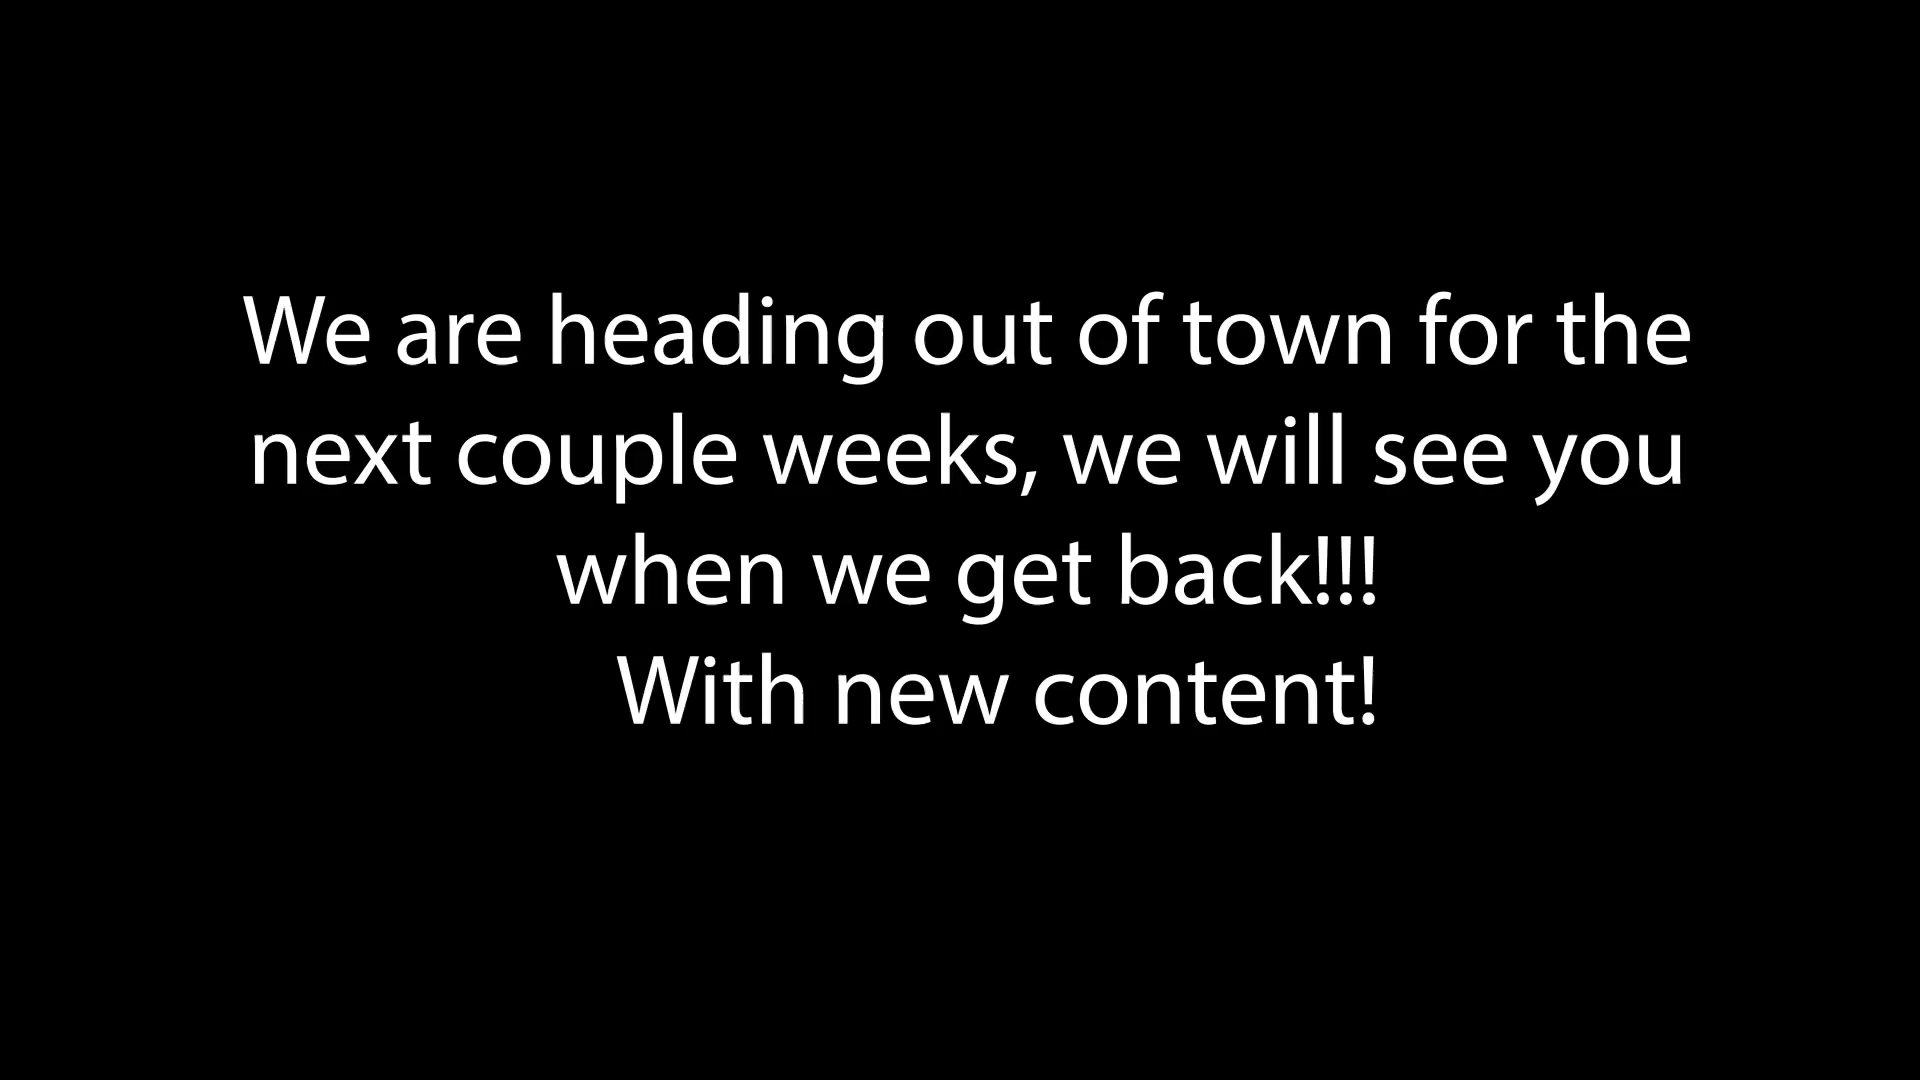 We are heading out of town for the
next couple weeks, we will see you
when we get back!!!
With new content!